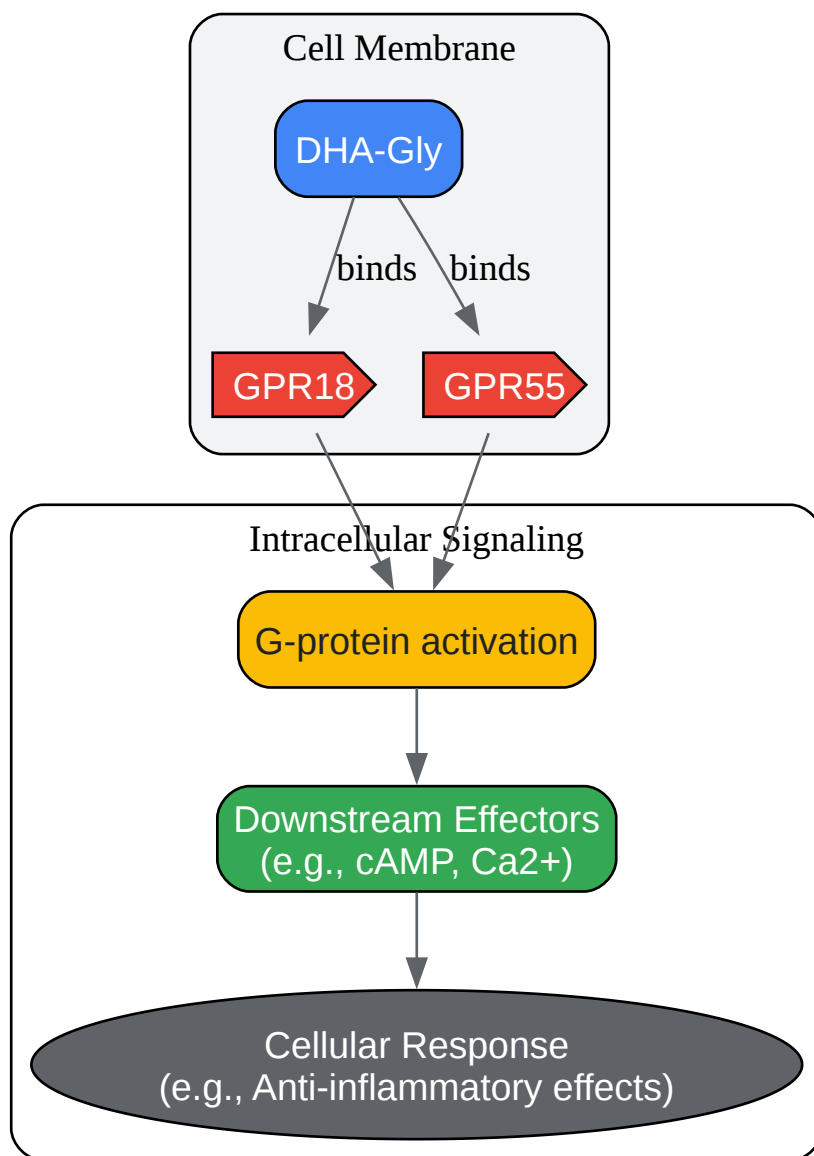 Cell Membrane
DHA-Gly
binds binds
GPR18 GPR55
Intracellular Signaling
G-protein activation
Downstream Effectors
(e.g., cAMP, Ca2+)
Cellular Response
(e.g., Anti-inflammatory effects)